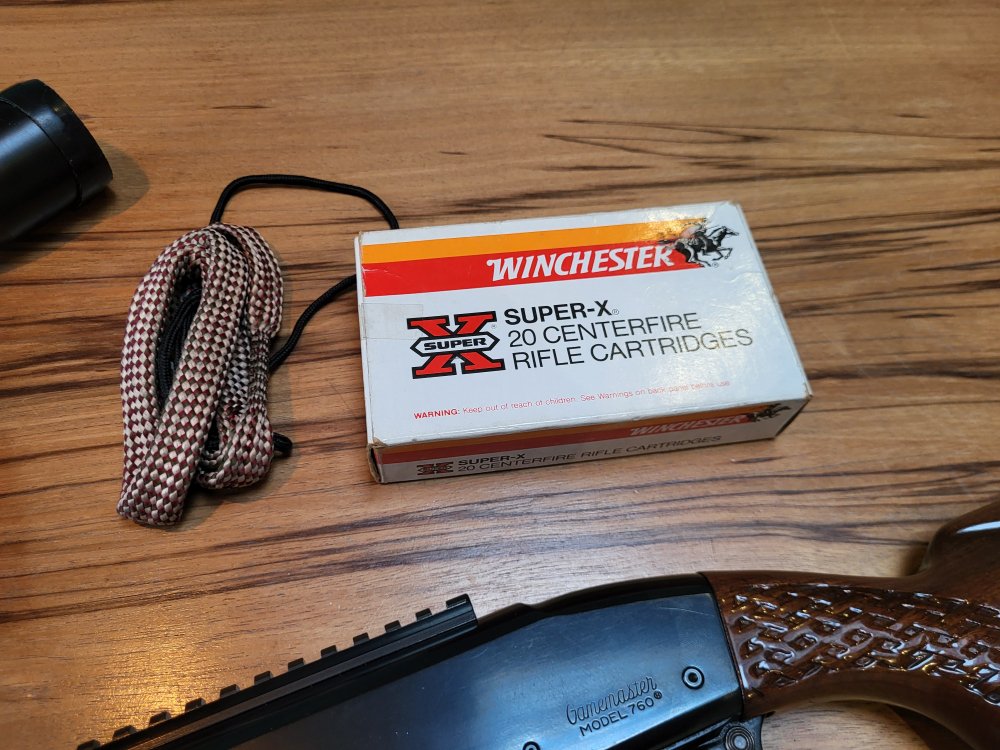 WINCHESTER
SUPER-X®
20 CENTERFIRE
RIFLE CARTRIDGES
X SUPER ®
WARNING: Keep out of reach of children. See Warnings on back panel before use
WINCHESTER
SUPER-X
20 CENTERFIRE RIFLE CARTRIDGES
Gamemaster
MODEL 760®